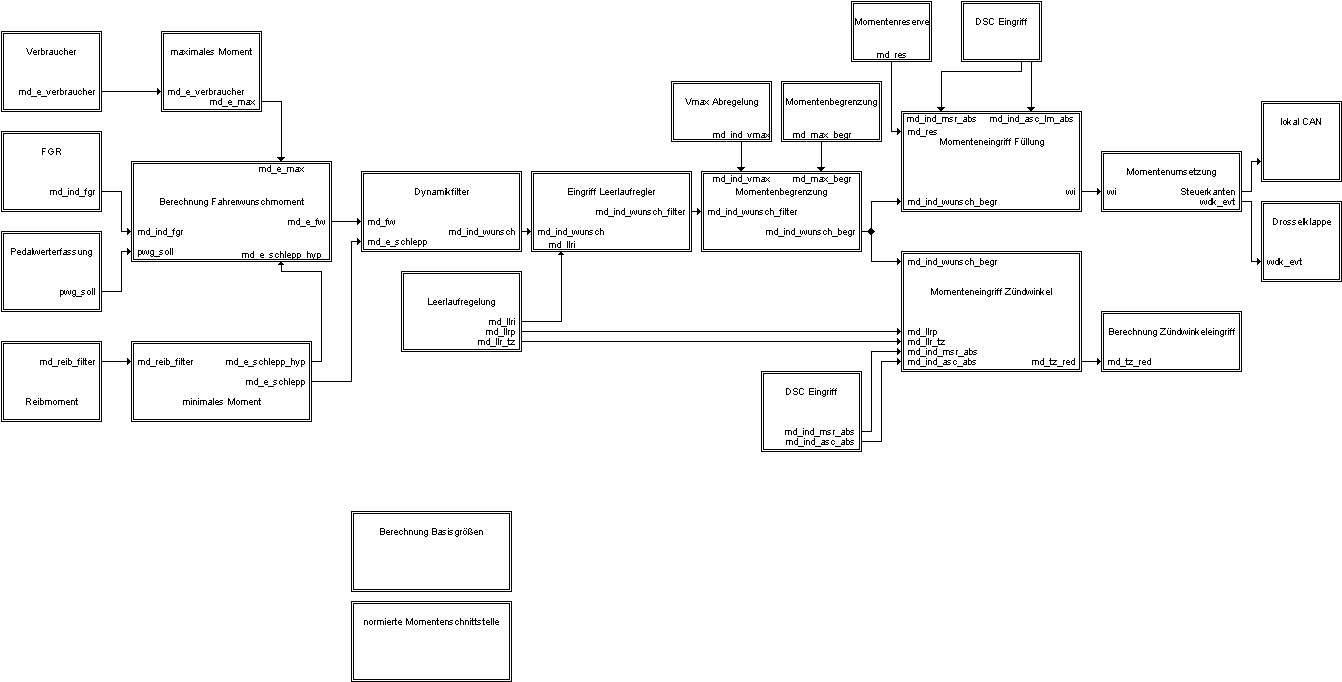 Verbraucher
md_e_verbraucher
maximales Moment
md_e_verbraucher
md_e_max
FGR
md_ind_fgr
Pedalwerterfassung
pwg_soll
md_e_max
Berechnung Fahrerwunschmoment
md_e_fw
md_ind_fgr
pwg_soll
md_e_schlepp_hyp
md_reib_filter
Reibmoment
md_reib_filter
md_e_schlepp_hyp
md_e_schlepp
minimales Moment
Dynamikfilter
md_fw
md_ind_wunsch
md_e_schlepp
Eingriff Leerlaufregler
md_ind_wunsch_filter
md_ind_wunsch
md_llri
Leerlaufregelung
md_llri
md_llrp
md_llr_tz
Vmax Abregelung
md_ind_vmax
Momentenbegrenzung
md_max_begr
md_ind_vmax
md_max_begr
Momentenbegrenzung
md_ind_wunsch_filter
md_ind_wunsch_begr
Momentenreserve
md_res
DSC Eingriff
md_ind_msr_abs
md_ind_asc_lm_abs
md_res
Momenteneingriff Füllung
wi
md_ind_wunsch_begr
md_ind_wunsch_begr
Momenteneingriff Zündwinkel
md_llrp
md_llr_tz
md_ind_msr_abs
md_ind_asc_abs
md_tz_red
DSC Eingriff
md_ind_msr_abs
md_ind_asc_abs
Momentenumsetzung
wi
Steuerkanten
wdk_evt
lokal CAN
Drosselklappe
wdk_evt
Berechnung Zündwinkeleingriff
md_tz_red
Berechnung Basisgrößen
normierte Momentenschnittstelle